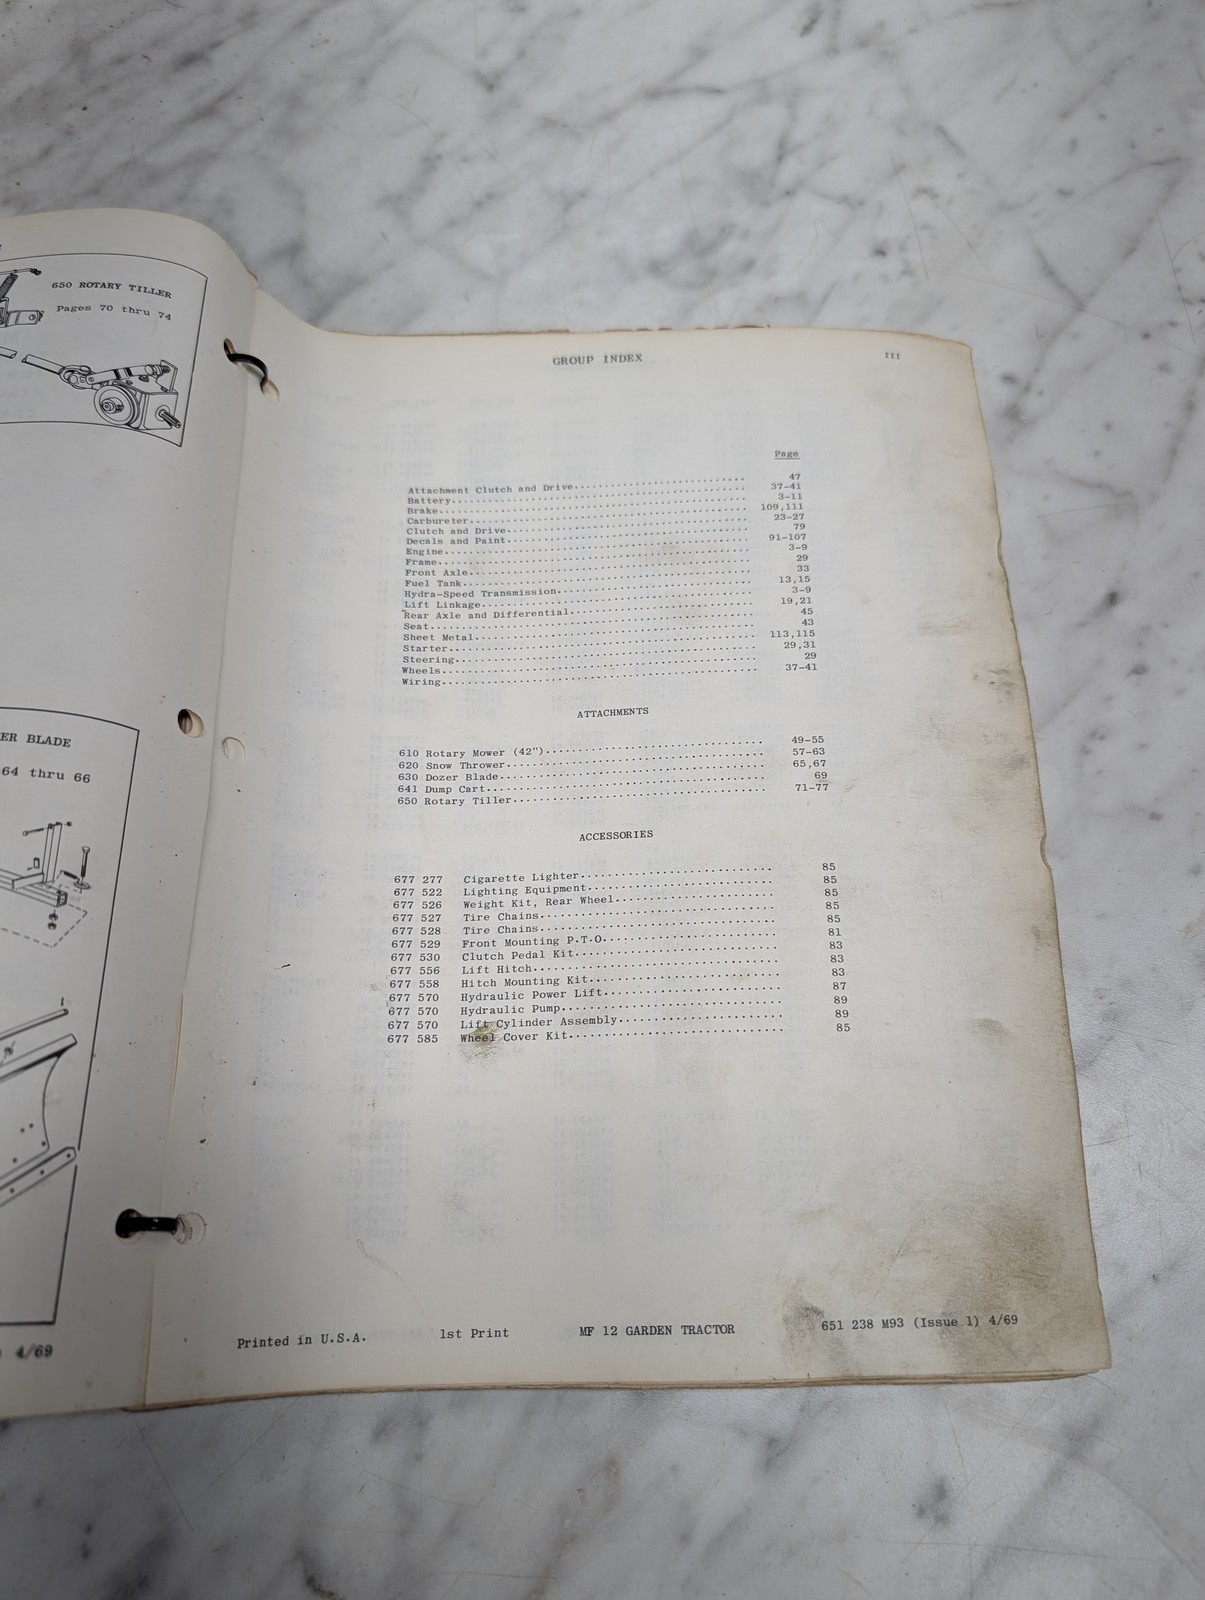 650 ROTARY TILLER
Pages 70 thru 74
ER BLADE
64 thru 66
1
) 4/69
GROUP INDEX
III
Page
Attachment Clutch and Drive.............................. 47
Battery.................................................. 37-41
Brake.................................................... 3-11
Carbureter............................................... 109,111
Clutch and Drive......................................... 23-27
Decals and Paint......................................... 79
Engine................................................... 91-107
Frame.................................................... 3-9
Front Axle............................................... 29
Fuel Tank................................................ 33
Hydra-Speed Transmission................................. 13,15
Lift Linkage............................................. 3-9
Rear Axle and Differential............................... 19,21
Seat..................................................... 45
Sheet Metal.............................................. 43
Starter.................................................. 113,115
Steering................................................. 29,31
Wheels................................................... 29
Wiring................................................... 37-41
ATTACHMENTS
610 Rotary Mower (42")................................... 49-55
620 Snow Thrower......................................... 57-63
630 Dozer Blade.......................................... 65,67
641 Dump Cart............................................ 69
650 Rotary Tiller........................................ 71-77
ACCESSORIES
677 277 Cigarette Lighter.............................. 85
677 522 Lighting Equipment............................. 85
677 526 Weight Kit, Rear Wheel......................... 85
677 527 Tire Chains.................................... 85
677 528 Tire Chains.................................... 85
677 529 Front Mounting P.T.O........................... 81
677 530 Clutch Pedal Kit............................... 83
677 556 Lift Hitch..................................... 83
677 558 Hitch Mounting Kit............................. 83
677 570 Hydraulic Power Lift........................... 87
677 570 Hydraulic Pump................................. 89
677 570 Lift Cylinder Assembly......................... 89
677 585 Wheel Cover Kit................................ 85
Printed in U.S.A. 1st Print MF 12 GARDEN TRACTOR 651 238 M93 (Issue 1) 4/69